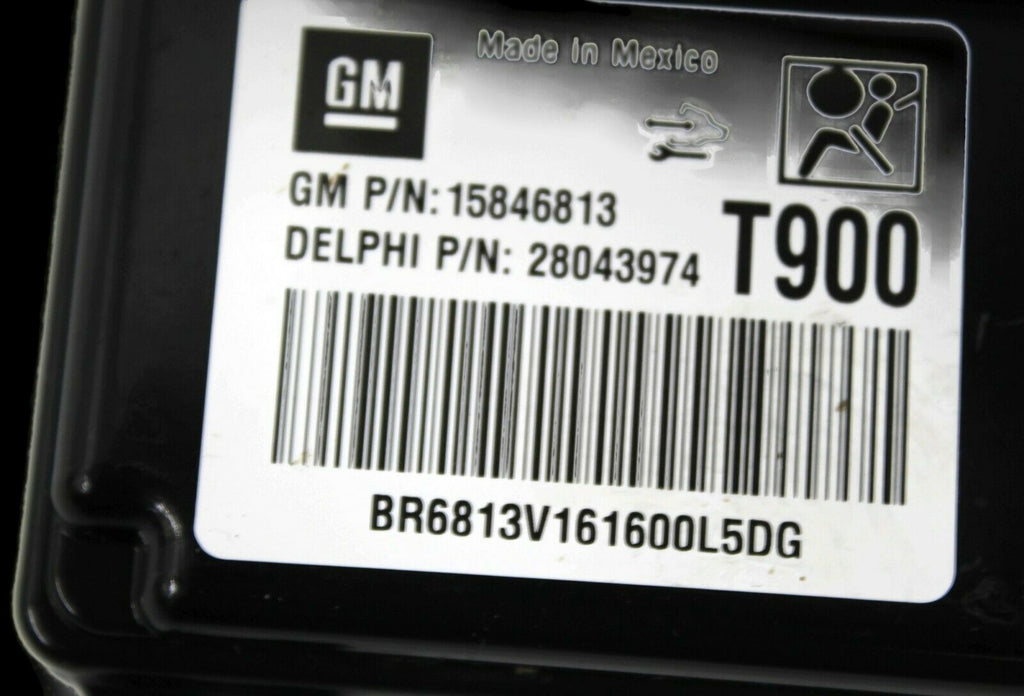 GM
Made in Mexico
GM P/N: 15846813
DELPHI P/N: 28043974
T900
BR6813V161600L5DG